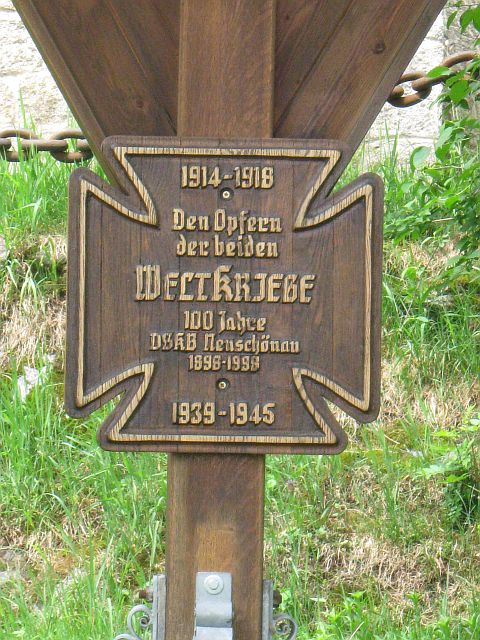 1914-1918
Den Opfern
der beiden
WELTKRIEGE
100 Jahre
DSKB Neuschönau
1898-1998
1939-1945